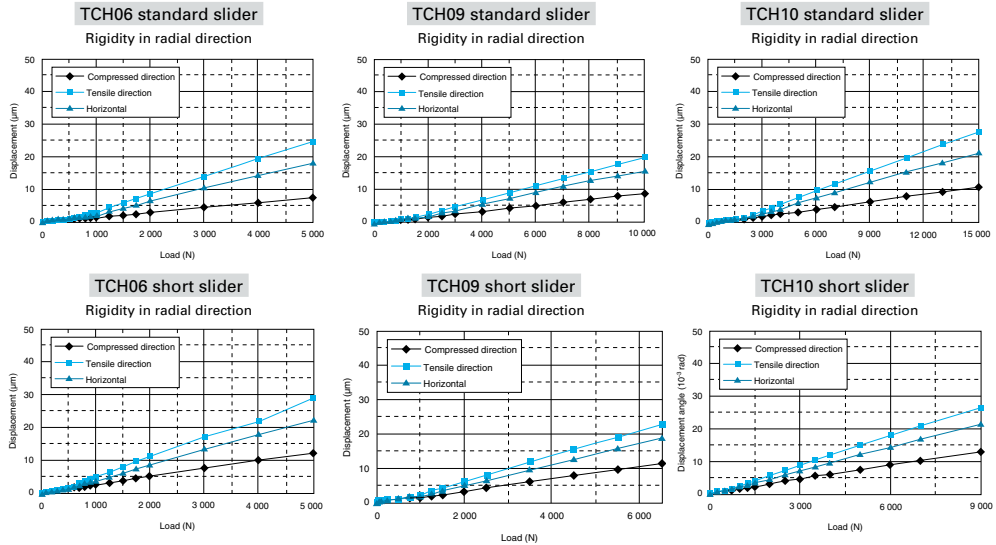 TCH06 standard slider
Rigidity in radial direction
50
40
30
20
10
0
Displacement (µm)
Compressed direction
Tensile direction
Horizontal
0
1 000
2 000
3 000
4 000
5 000
Load (N)
TCH09 standard slider
Rigidity in radial direction
50
40
30
20
10
0
Displacement (µm)
Compressed direction
Tensile direction
Horizontal
0
2 000
4 000
6 000
8 000
10 000
Load (N)
TCH10 standard slider
Rigidity in radial direction
50
40
30
20
10
0
Displacement (µm)
Compressed direction
Tensile direction
Horizontal
0
3 000
6 000
9 000
12 000
15 000
Load (N)
TCH06 short slider
Rigidity in radial direction
50
40
30
20
10
0
Displacement (µm)
Compressed direction
Tensile direction
Horizontal
0
1 000
2 000
3 000
4 000
5 000
Load (N)
TCH09 short slider
Rigidity in radial direction
50
40
30
20
10
0
Displacement (µm)
Compressed direction
Tensile direction
Horizontal
0
2 000
4 000
6 000
Load (N)
TCH10 short slider
Rigidity in radial direction
50
40
30
20
10
0
Displacement angle (10⁻³ rad)
Compressed direction
Tensile direction
Horizontal
0
3 000
6 000
9 000
Load (N)